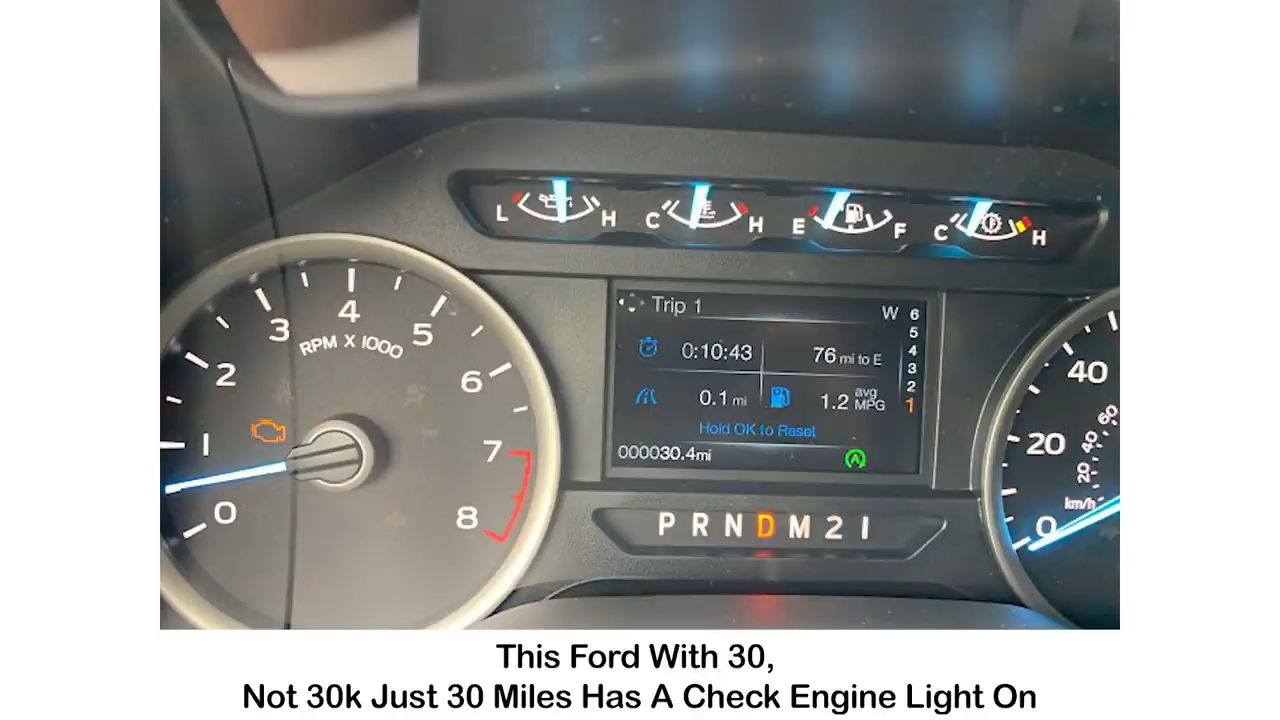 L H C H E F C H
Trip 1 W 6
5
0:10:43 76 mi to E 4
3
2
0.1 mi 1.2 avg MPG 1
Hold OK to Reset
000030.4mi
P R N D M 2 1
0 1 2 3 4 5 6 7 8
RPM X 1000
0 20 40
km/h 20 40 60
This Ford With 30,
Not 30k Just 30 Miles Has A Check Engine Light On